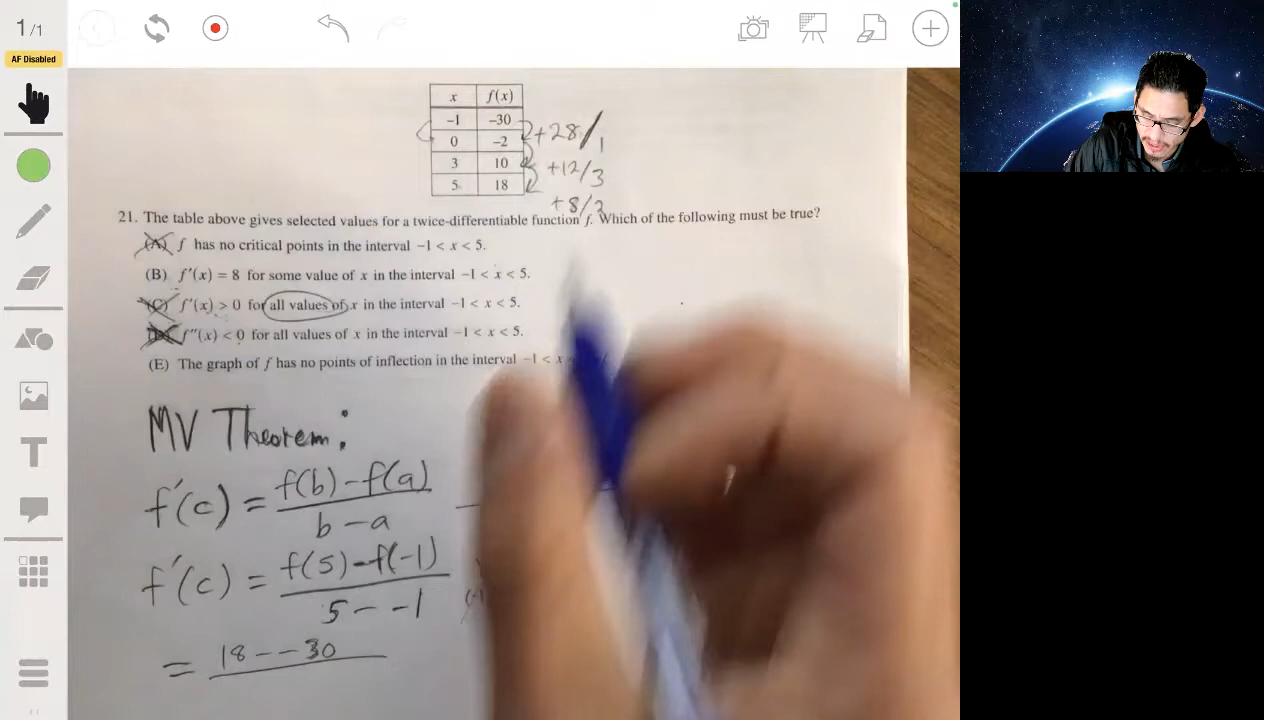 1/1
AF Disabled
x f(x)
-1 -30
0 -2
3 10
5 18
+28/1
+12/3
+8/2
21. The table above gives selected values for a twice-differentiable function f. Which of the following must be true?
(A) f has no critical points in the interval -1 < x < 5.
(B) f'(x) = 8 for some value of x in the interval -1 < x < 5.
(C) f'(x) > 0 for all values of x in the interval -1 < x < 5.
(D) f''(x) < 0 for all values of x in the interval -1 < x < 5.
(E) The graph of f has no points of inflection in the interval -1 < x
MV Theorem:
f'(c) = f(b)-f(a)
b-a
f'(c) = f(5)-f(-1)
5--1
= 18--30
T